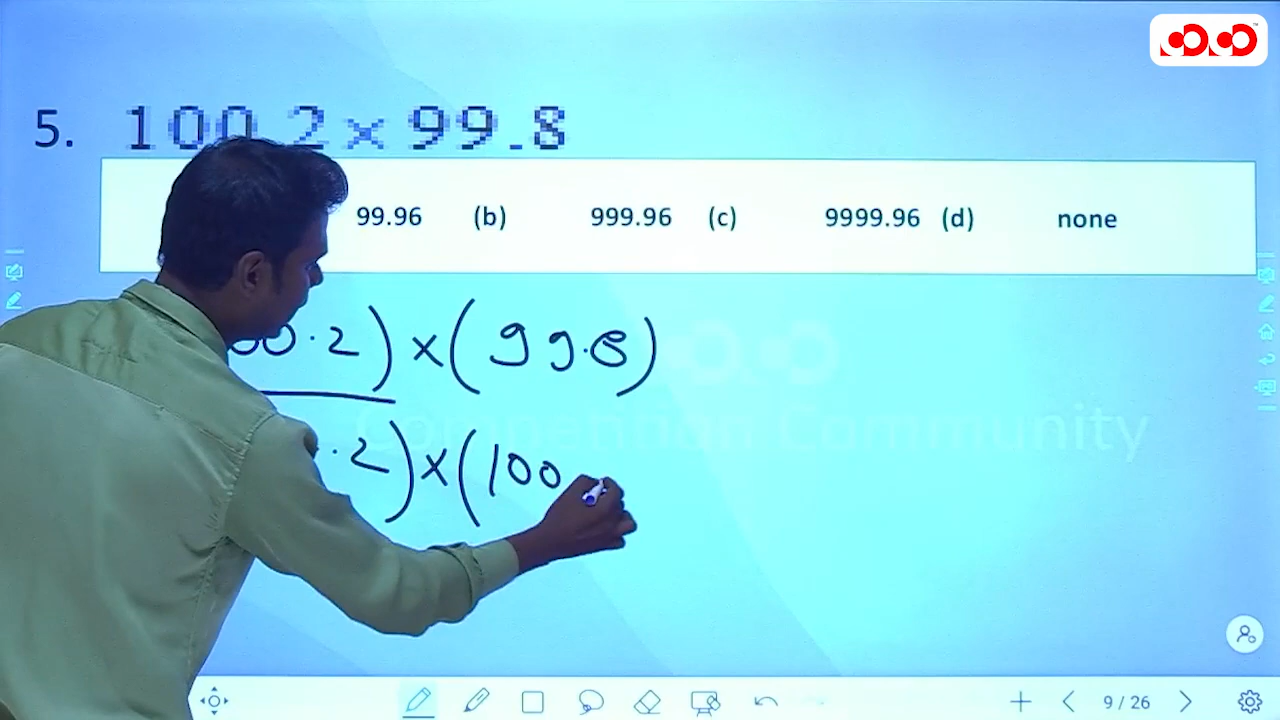 5. 100.2 x 99.8
99.96 (b) 999.96 (c) 9999.96 (d) none
00.2) x (99.8)
.2) x (100
Community
9 / 26